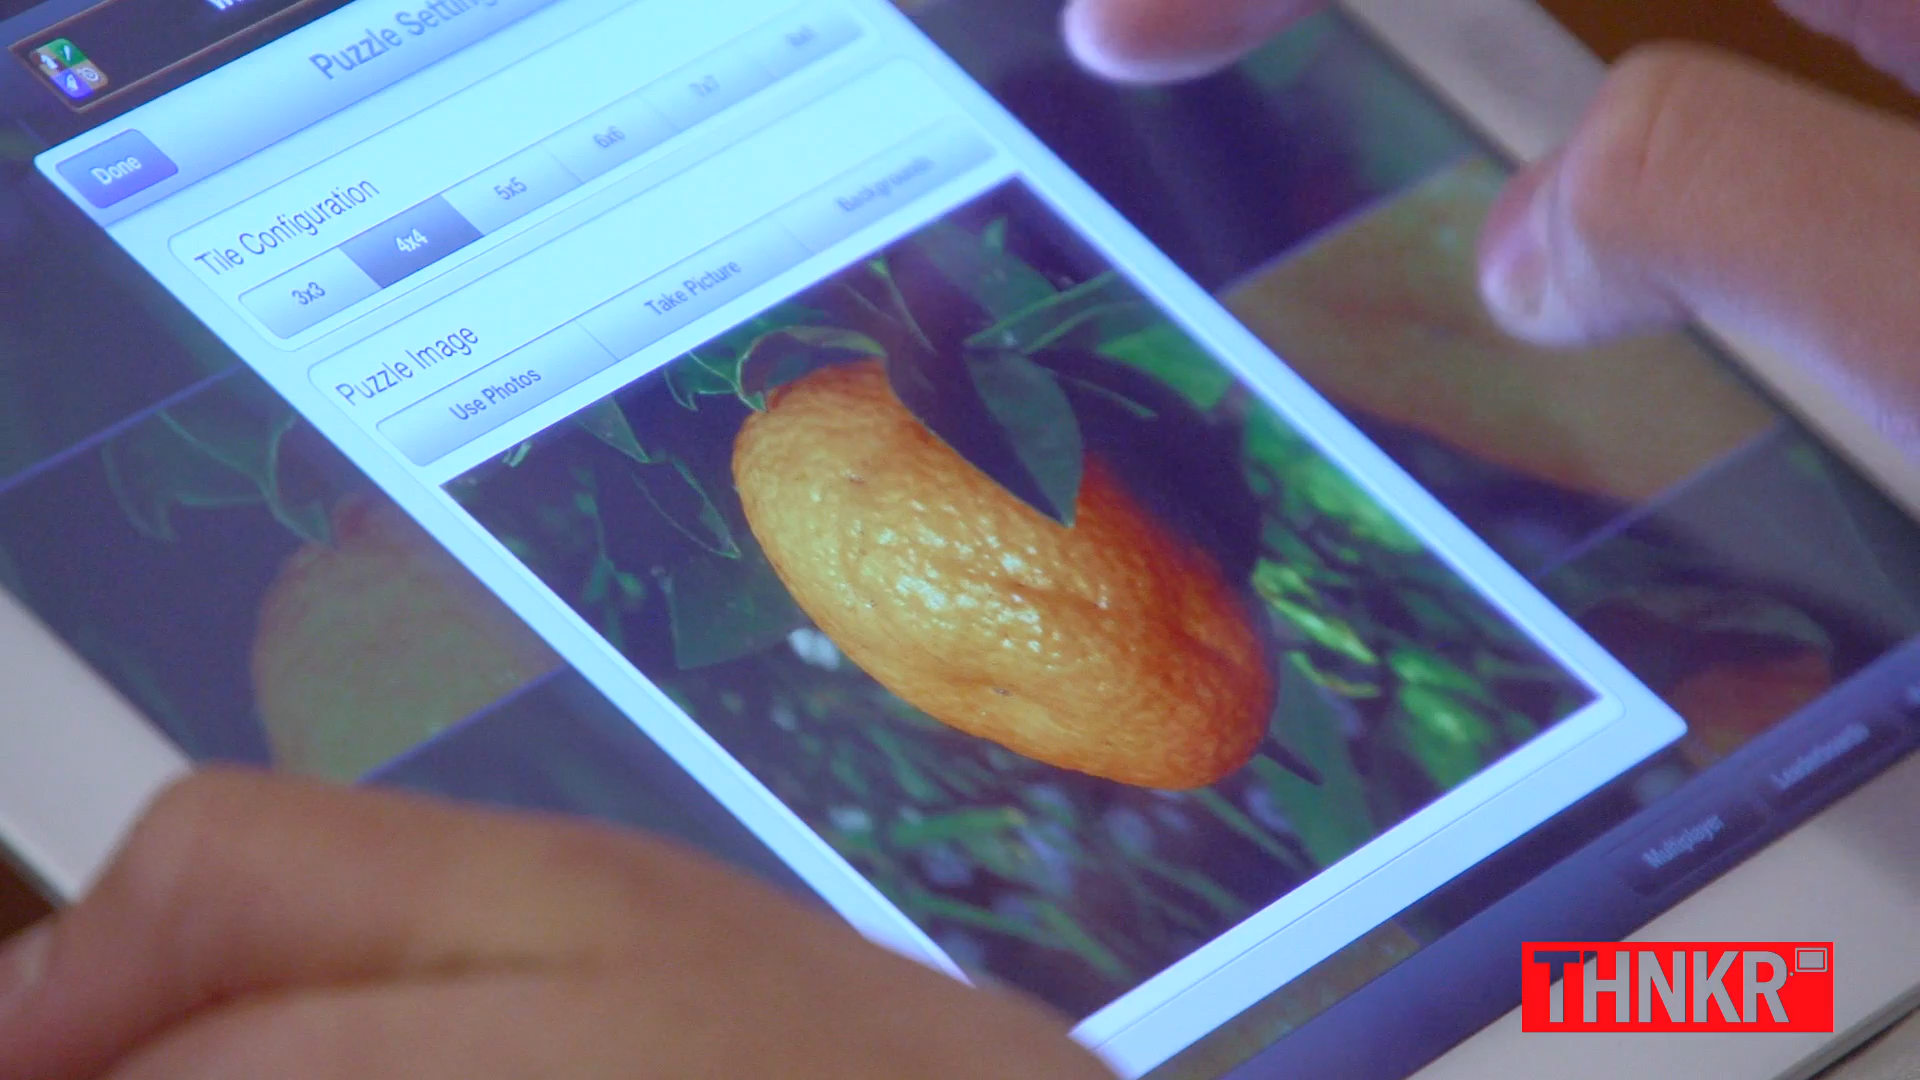 Puzzle Setting
Done
Tile Configuration
3x3 4x4 5x5 6x6 7x7 8x8
Puzzle Image
Use Photos Take Picture Backgrounds
Multiplayer Leaderboards
THNKR